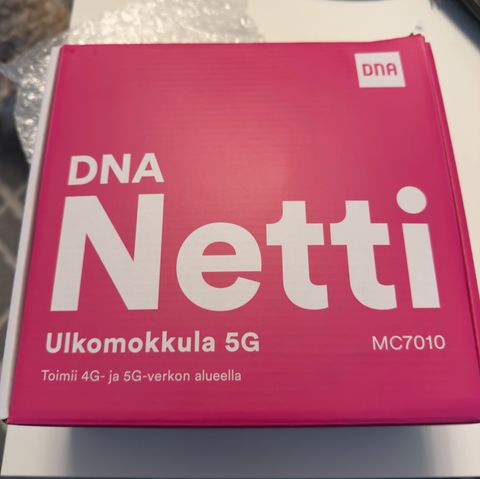 DNA
DNA
Netti
Ulkomokkula 5G
MC7010
Toimii 4G- ja 5G-verkon alueella